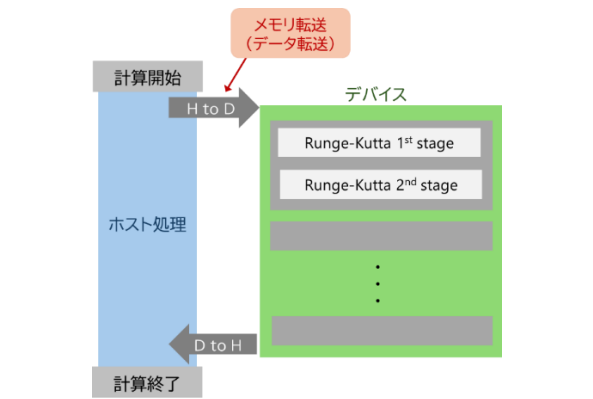 メモリ転送
(データ転送)
計算開始
デバイス
H to D
Runge-Kutta 1st stage
Runge-Kutta 2nd stage
ホスト処理
D to H
計算終了